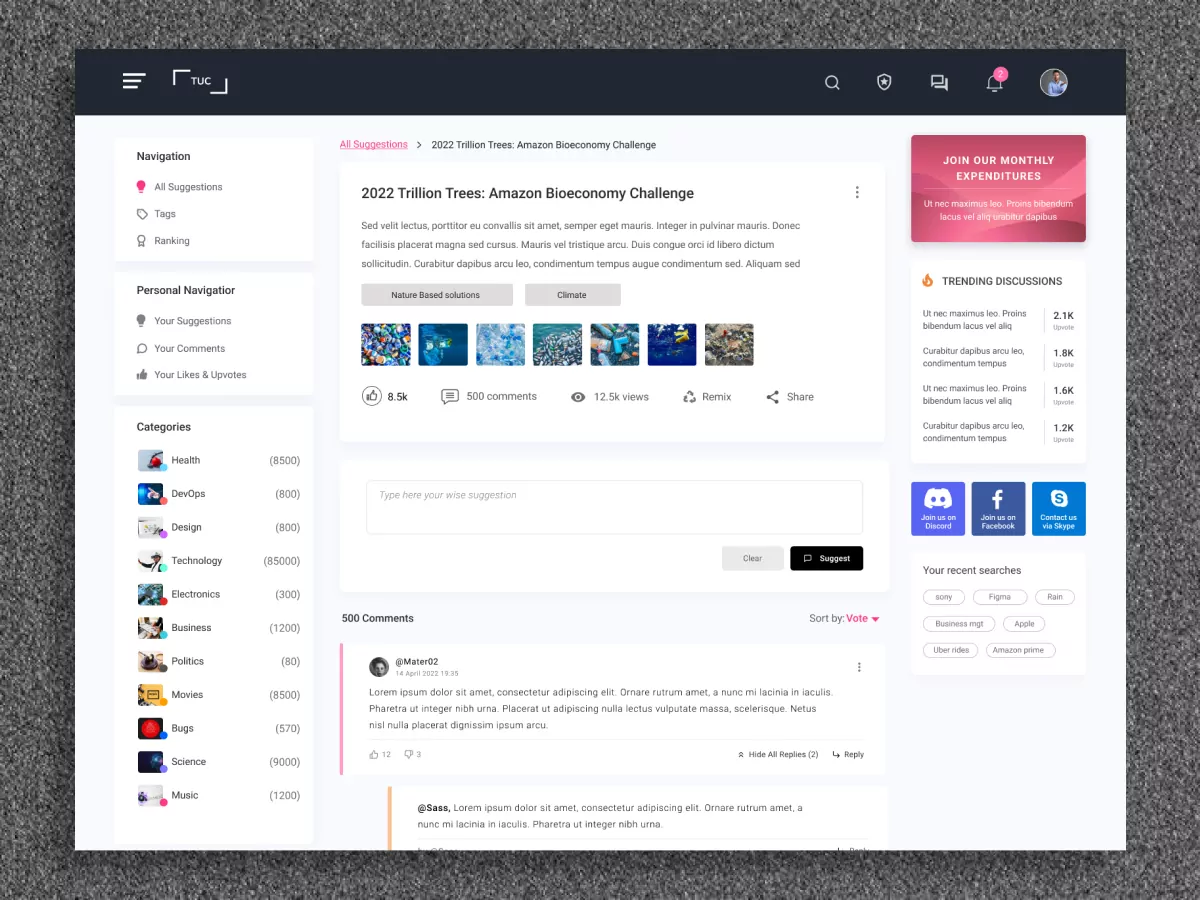 TUC
2
Navigation
All Suggestions
Tags
Ranking
Personal Navigatior
Your Suggestions
Your Comments
Your Likes & Upvotes
Categories
Health (8500)
DevOps (800)
Design (800)
Technology (85000)
Electronics (300)
Business (1200)
Politics (80)
Movies (8500)
Bugs (570)
Science (9000)
Music (1200)
All Suggestions > 2022 Trillion Trees: Amazon Bioeconomy Challenge
2022 Trillion Trees: Amazon Bioeconomy Challenge
Sed velit lectus, porttitor eu convallis sit amet, semper eget mauris. Integer in pulvinar mauris. Donec
facilisis placerat magna sed cursus. Mauris vel tristique arcu. Duis congue orci id libero dictum
sollicitudin. Curabitur dapibus arcu leo, condimentum tempus augue condimentum sed. Aliquam sed
Nature Based solutions Climate
8.5k 500 comments 12.5k views Remix Share
Type here your wise suggestion
Clear Suggest
500 Comments Sort by: Vote
@Mater02
14 April 2022 19:35
Lorem ipsum dolor sit amet, consectetur adipiscing elit. Ornare rutrum amet, a nunc mi lacinia in iaculis.
Pharetra ut integer nibh urna. Placerat ut adipiscing nulla lectus vulputate massa, scelerisque. Netus
nisl nulla placerat dignissim ipsum arcu.
12 3 Hide All Replies (2) Reply
@Sass, Lorem ipsum dolor sit amet, consectetur adipiscing elit. Ornare rutrum amet, a
nunc mi lacinia in iaculis. Pharetra ut integer nibh urna.
JOIN OUR MONTHLY
EXPENDITURES
Ut nec maximus leo. Proins bibendum
lacus vel aliq urabitur dapibus
TRENDING DISCUSSIONS
Ut nec maximus leo. Proins
bibendum lacus vel aliq
2.1K
Upvote
Curabitur dapibus arcu leo,
condimentum tempus
1.8K
Upvote
Ut nec maximus leo. Proins
bibendum lacus vel aliq
1.6K
Upvote
Curabitur dapibus arcu leo,
condimentum tempus
1.2K
Upvote
Join us on
Discord
Join us on
Facebook
Contact us
via Skype
Your recent searches
sony Figma Rain
Business mgt Apple
Uber rides Amazon prime